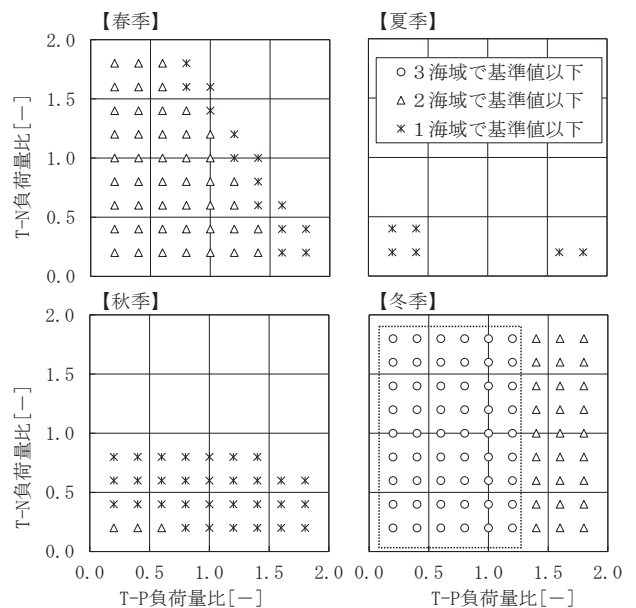 【春季】
【夏季】
2.0
1.5
1.0
0.5
0.0
T-N負荷量比[－]
○ 3海域で基準値以下
△ 2海域で基準値以下
＊ 1海域で基準値以下
【秋季】
【冬季】
2.0
1.5
1.0
0.5
0.0
T-N負荷量比[－]
0.0 0.5 1.0 1.5 2.0
0.0 0.5 1.0 1.5 2.0
T-P負荷量比[－]
T-P負荷量比[－]